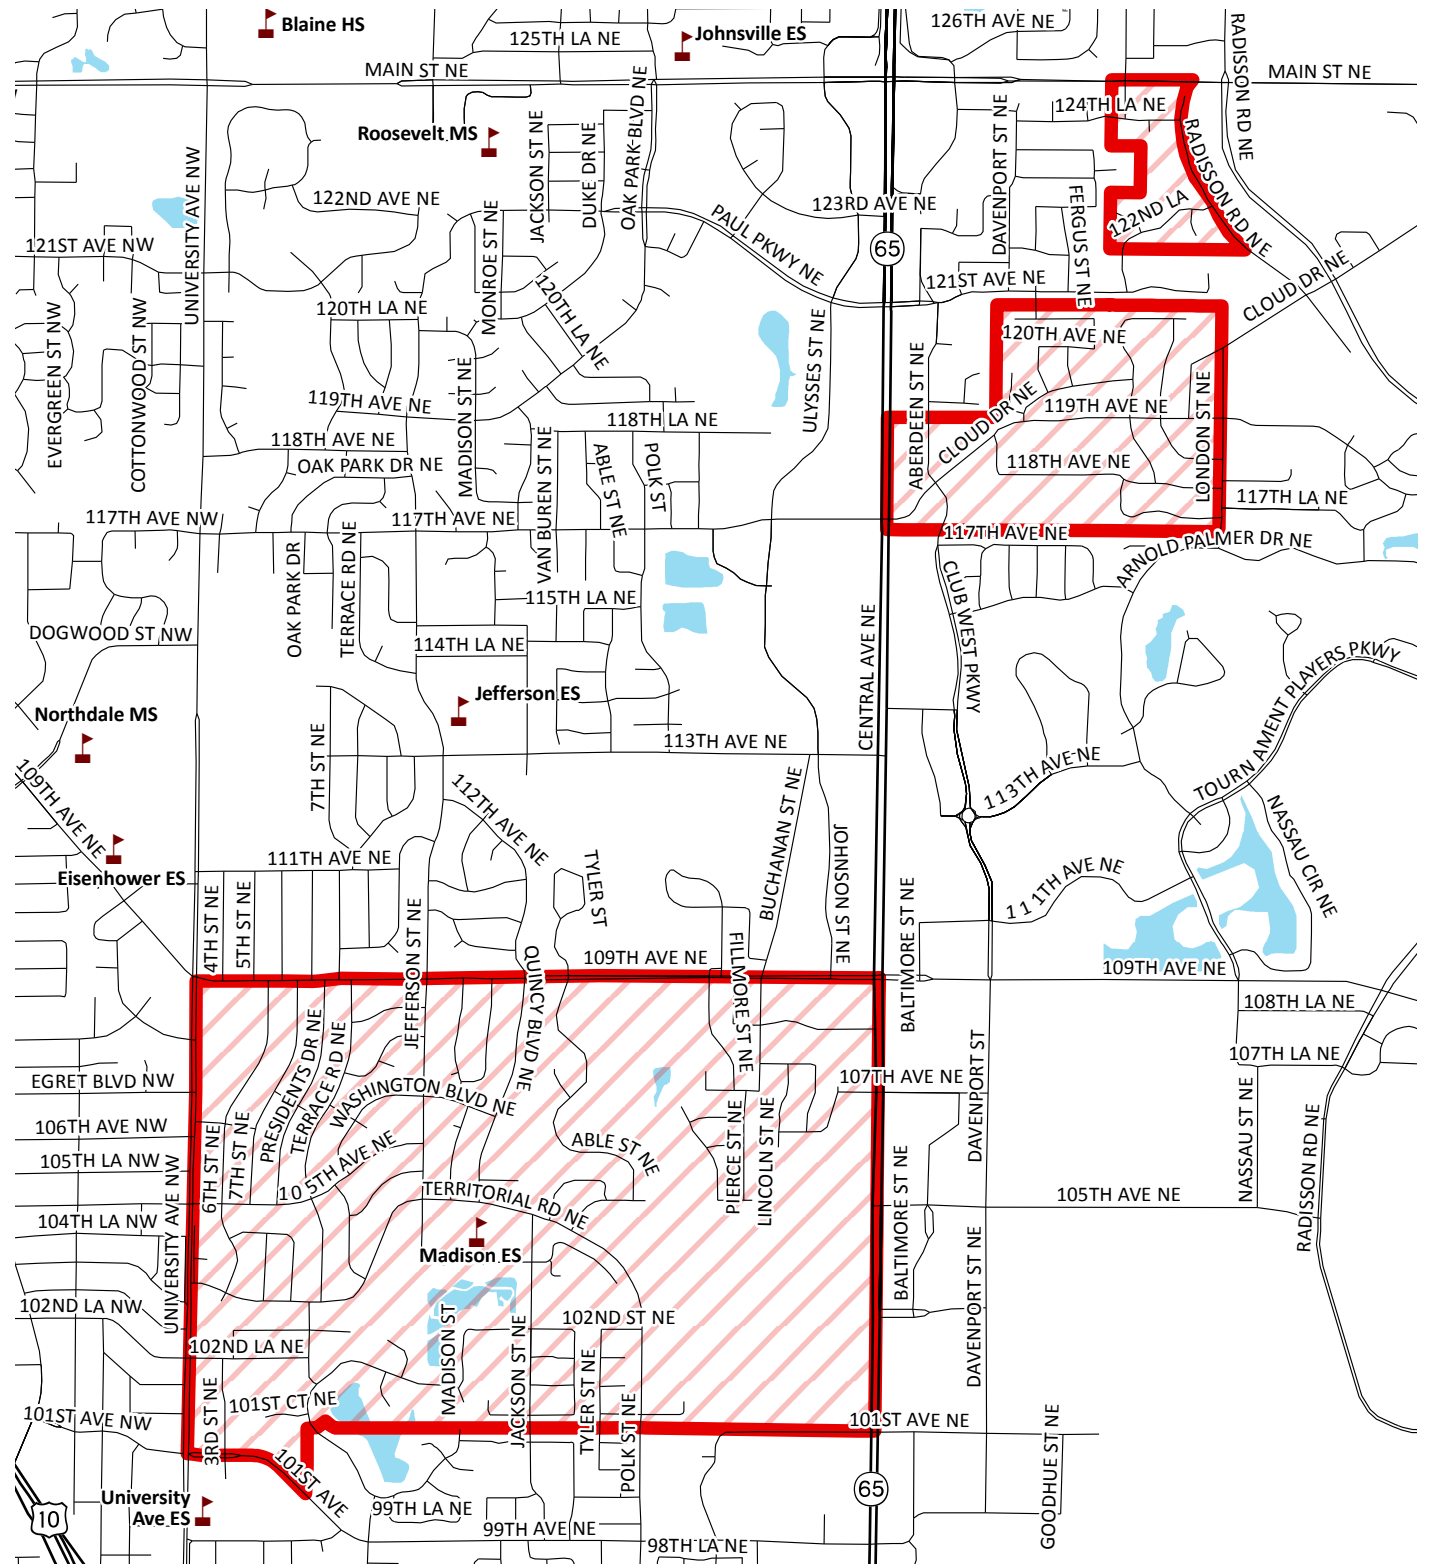 Blaine HS
Johnsville ES
126TH AVE NE
125TH LA NE
MAIN ST NE
MAIN ST NE
RADISSON RD NE
Roosevelt MS
JACKSON ST NE
DUKE DR NE
OAK PARK BLVD NE
DAVENPORT ST NE
124TH LA NE
RADISSON RD NE
UNIVERSITY AVE NW
122ND AVE NE
123RD AVE NE
FERGUS ST NE
122ND LA
121ST AVE NW
MONROE ST NE
PAUL PKWY NE
65
121ST AVE NE
CLOUD DR NE
EVERGREEN ST NW
COTTONWOOD ST NW
120TH LA NE
120TH LA NE
ULYSSES ST NE
120TH AVE NE
ABERDEEN ST NE
119TH AVE NE
MADISON ST NE
118TH LA NE
CLOUD DR NE
119TH AVE NE
LONDON ST NE
118TH AVE NE
OAK PARK DR NE
VAN BUREN ST NE
ABLE ST NE
POLK ST
118TH AVE NE
117TH AVE NW
117TH AVE NE
117TH LA NE
117TH AVE NE
ARNOLD PALMER DR NE
OAK PARK DR
TERRACE RD NE
115TH LA NE
CLUB WEST PKWY
DOGWOOD ST NW
114TH LA NE
CENTRAL AVE NE
Jefferson ES
TOURN AMENT PLAYERS PKWY
Northdale MS
7TH ST NE
113TH AVE NE
113TH AVE NE
109TH AVE NE
112TH AVE NE
BUCHANAN ST NE
JOHNSON ST NE
NASSAU CIR NE
Eisenhower ES
111TH AVE NE
TYLER ST
11 1TH AVE NE
4TH ST NE
5TH ST NE
JEFFERSON ST NE
QUINCY BLVD NE
109TH AVE NE
FILLMORE ST NE
BALTIMORE ST NE
109TH AVE NE
108TH LA NE
PRESIDENTS DR NE
TERRACE RD NE
107TH LA NE
EGRET BLVD NW
WASHINGTON BLVD NE
107TH AVE NE
DAVENPORT ST
106TH AVE NW
6TH ST NE
7TH ST NE
10 5TH AVE NE
ABLE ST NE
PIERCE ST NE
LINCOLN ST NE
NASSAU ST NE
RADISSON RD NE
105TH LA NW
UNIVERSITY AVE NW
TERRITORIAL RD NE
BALTIMORE ST NE
105TH AVE NE
104TH LA NW
Madison ES
DAVENPORT ST NE
102ND LA NW
102ND LA NE
MADISON ST
102ND ST NE
JACKSON ST NE
TYLER ST NE
POLK ST NE
101ST AVE NW
3RD ST NE
101ST CT NE
101ST AVE NE
GOODHUE ST NE
101ST AVE
University
Ave ES
99TH LA NE
65
10
99TH AVE NE
98TH LA NE